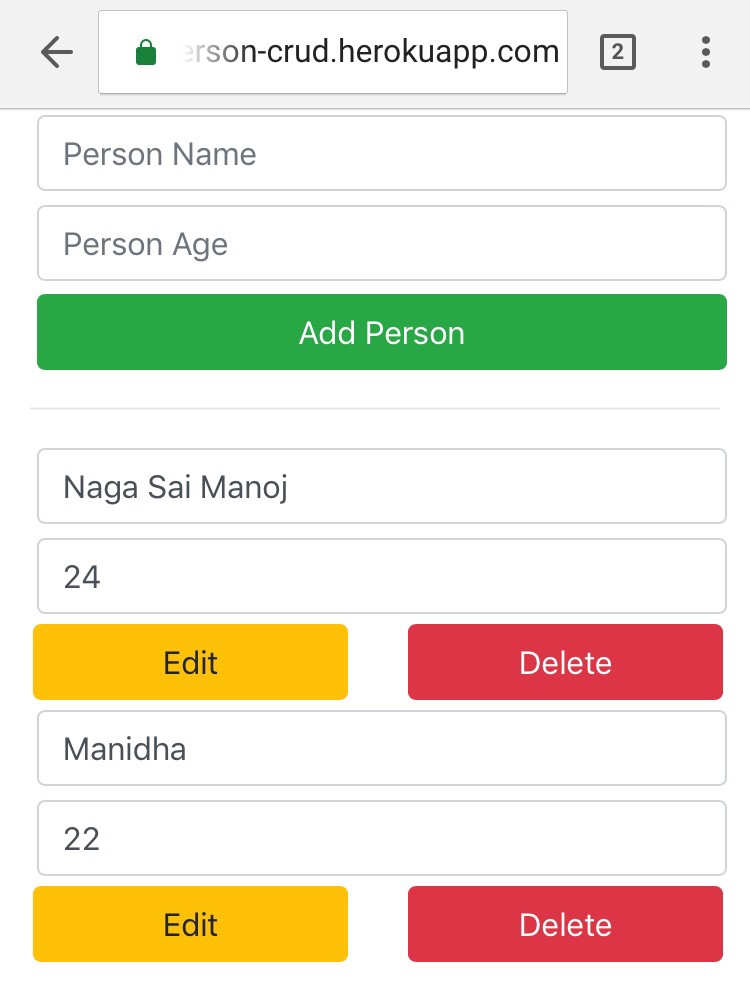 erson-crud.herokuapp.com
2
Person Name
Person Age
Add Person
Naga Sai Manoj
24
Edit Delete
Manidha
22
Edit Delete